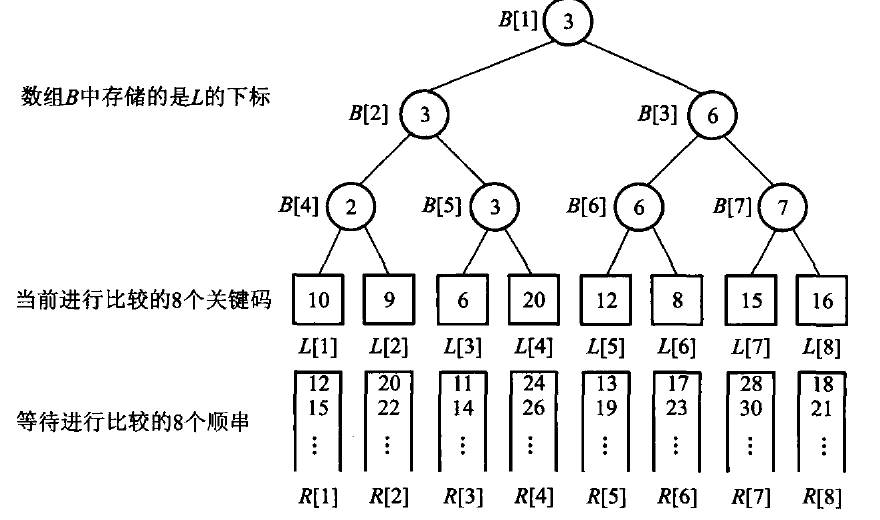 B[1] 3
数组B中存储的是L的下标
B[2] 3 B[3] 6
B[4] 2 B[5] 3 B[6] 6 B[7] 7
当前进行比较的8个关键码 10 9 6 20 12 8 15 16
L[1] L[2] L[3] L[4] L[5] L[6] L[7] L[8]
12 20 11 24 13 17 28 18
等待进行比较的8个顺串 15 22 14 26 19 23 30 21
⋮ ⋮ ⋮ ⋮ ⋮ ⋮ ⋮ ⋮
R[1] R[2] R[3] R[4] R[5] R[6] R[7] R[8]